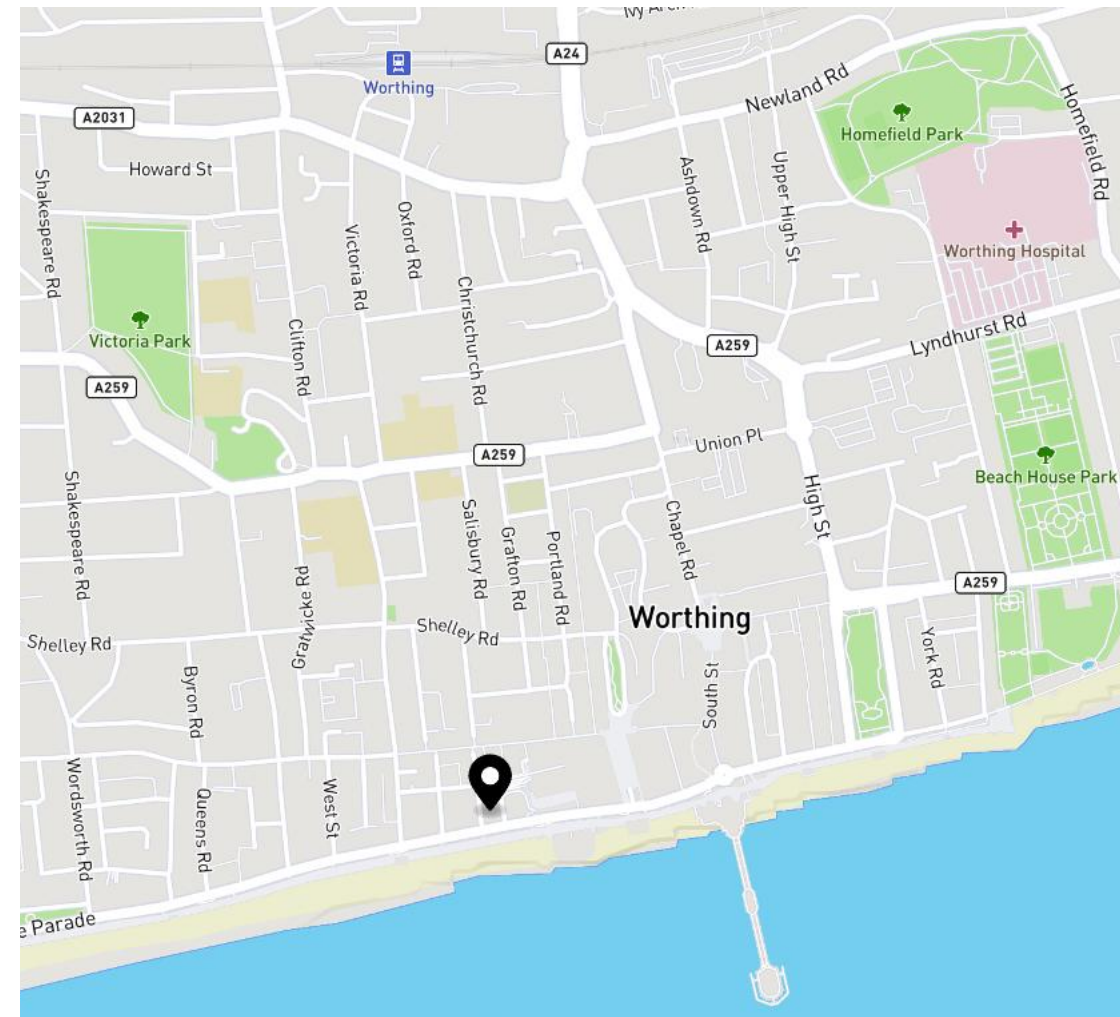 A24
Worthing
Newland Rd
A2031
Homefield Park
Homefield Rd
Howard St
Shakespeare Rd
Ashdown Rd
Upper High St
Oxford Rd
Victoria Rd
Worthing Hospital
Christchurch Rd
Clifton Rd
Victoria Park
Lyndhurst Rd
A259
A259
Union Pl
A259
Beach House Park
High St
Shakespeare Rd
Salisbury Rd
Grafton Rd
Portland Rd
Chapel Rd
A259
Gratwicke Rd
Worthing
Shelley Rd
Shelley Rd
York Rd
Byron Rd
South St
Wordsworth Rd
Queens Rd
West St
Parade